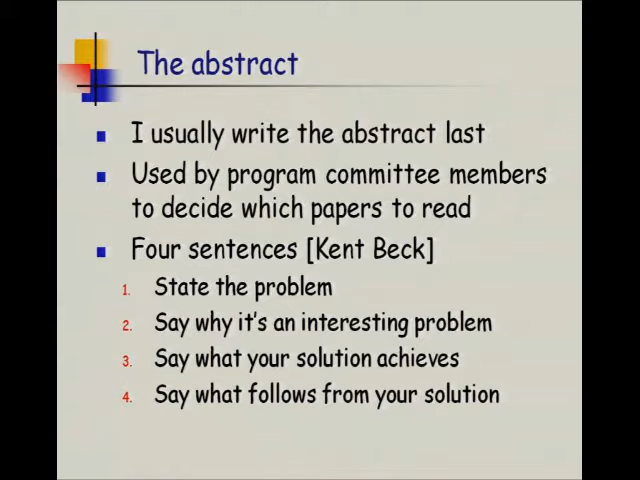 The abstract
I usually write the abstract last
Used by program committee members
to decide which papers to read
Four sentences [Kent Beck]
1. State the problem
2. Say why it's an interesting problem
3. Say what your solution achieves
4. Say what follows from your solution